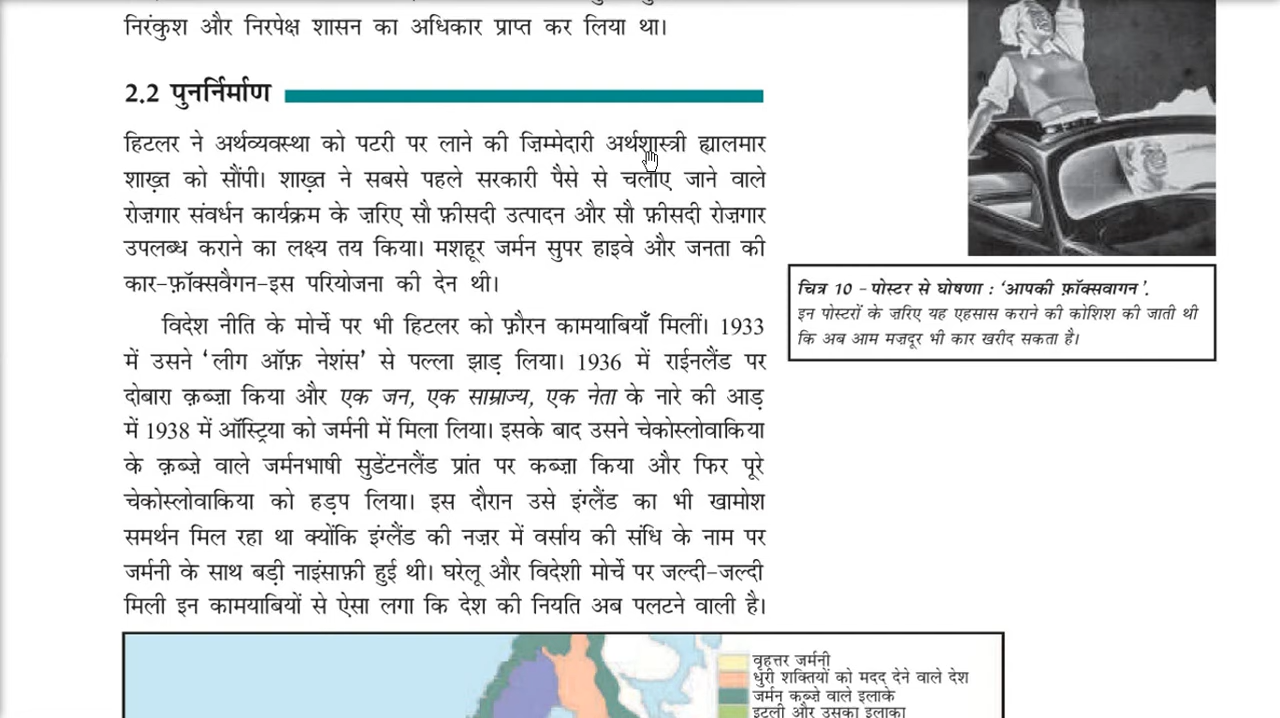 निरंकुश और निरपेक्ष शासन का अधिकार प्राप्त कर लिया था।
2.2 पुनर्निर्माण
हिटलर ने अर्थव्यवस्था को पटरी पर लाने की ज़िम्मेदारी अर्थशास्त्री ह्यालमार
शाख़्त को सौंपी। शाख़्त ने सबसे पहले सरकारी पैसे से चलाए जाने वाले
रोज़गार संवर्धन कार्यक्रम के ज़रिए सौ फ़ीसदी उत्पादन और सौ फ़ीसदी रोज़गार
उपलब्ध कराने का लक्ष्य तय किया। मशहूर जर्मन सुपर हाइवे और जनता की
कार-फ़ॉक्सवैगन-इस परियोजना की देन थी।
विदेश नीति के मोर्चे पर भी हिटलर को फ़ौरन कामयाबियाँ मिलीं। 1933
में उसने ‘लीग ऑफ़ नेशंस’ से पल्ला झाड़ लिया। 1936 में राईनलैंड पर
दोबारा क़ब्ज़ा किया और एक जन, एक साम्राज्य, एक नेता के नारे की आड़
में 1938 में ऑस्ट्रिया को जर्मनी में मिला लिया। इसके बाद उसने चेकोस्लोवाकिया
के क़ब्ज़े वाले जर्मनभाषी सुडेंटनलैंड प्रांत पर कब्ज़ा किया और फिर पूरे
चेकोस्लोवाकिया को हड़प लिया। इस दौरान उसे इंग्लैंड का भी खामोश
समर्थन मिल रहा था क्योंकि इंग्लैंड की नज़र में वर्साय की संधि के नाम पर
जर्मनी के साथ बड़ी नाइंसाफ़ी हुई थी। घरेलू और विदेशी मोर्चे पर जल्दी-जल्दी
मिली इन कामयाबियों से ऐसा लगा कि देश की नियति अब पलटने वाली है।
चित्र 10 - पोस्टर से घोषणा : ‘आपकी फ़ॉक्सवागन’.
इन पोस्टरों के ज़रिए यह एहसास कराने की कोशिश की जाती थी
कि अब आम मज़दूर भी कार खरीद सकता है।
वृहत्तर जर्मनी
धुरी शक्तियों को मदद देने वाले देश
जर्मन कब्ज़े वाले इलाके
इटली और उसका इलाका